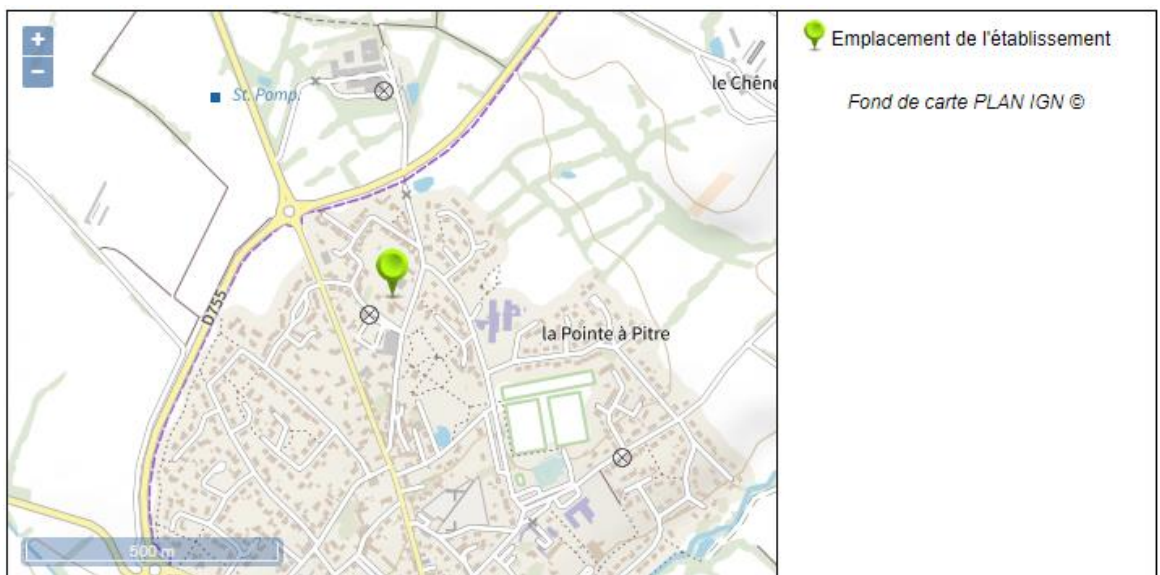 +
−
St. Pomp.
le Chêne
D755
la Pointe à Pitre
500 m
Emplacement de l'établissement
Fond de carte PLAN IGN ©